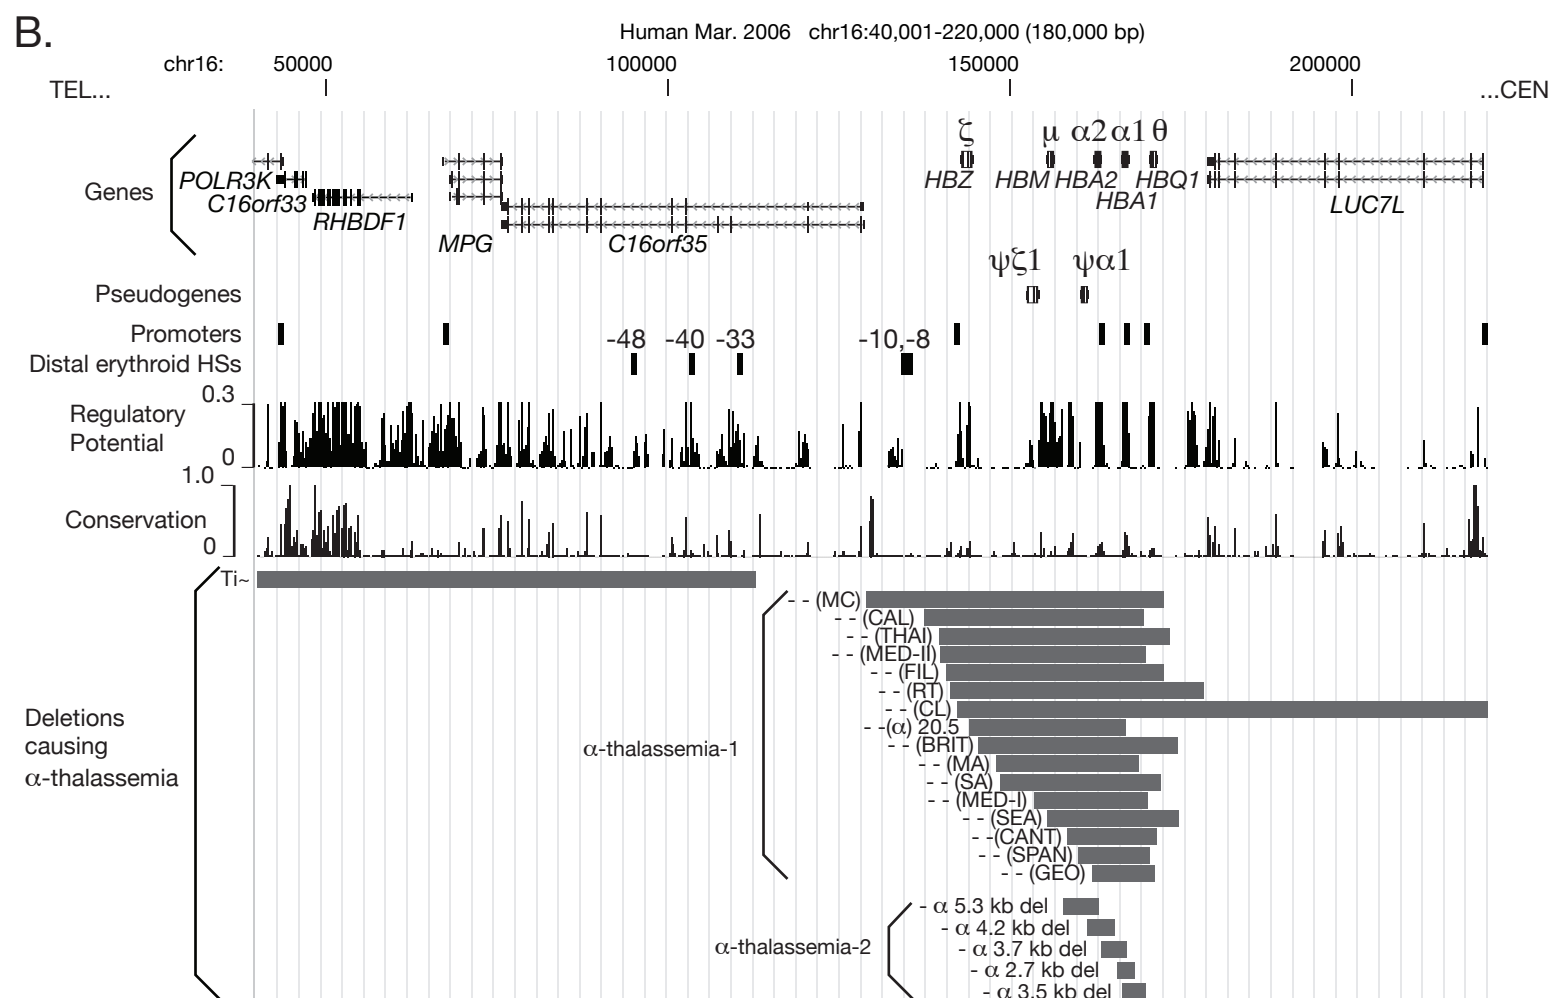 B.
Human Mar. 2006 chr16:40,001-220,000 (180,000 bp)
chr16: 50000 100000 150000 200000
TEL... ...CEN
ζ μ α2 α1 θ
Genes
POLR3K HBZ HBM HBA2 HBQ1
C16orf33 HBA1 LUC7L
RHBDF1
MPG C16orf35
ψζ1 ψα1
Pseudogenes
Promoters
-48 -40 -33 -10,-8
Distal erythroid HSs
0.3
Regulatory
Potential
0
1.0
Conservation
0
Ti~
- - (MC)
- - (CAL)
- - (THAI)
- - (MED-II)
- - (FIL)
- - (RT)
- - (CL)
- -(α) 20.5
- - (BRIT)
- - (MA)
- - (SA)
- - (MED-I)
- - (SEA)
- -(CANT)
- - (SPAN)
- - (GEO)
Deletions
causing
α-thalassemia
α-thalassemia-1
- α 5.3 kb del
- α 4.2 kb del
- α 3.7 kb del
- α 2.7 kb del
- α 3.5 kb del
α-thalassemia-2